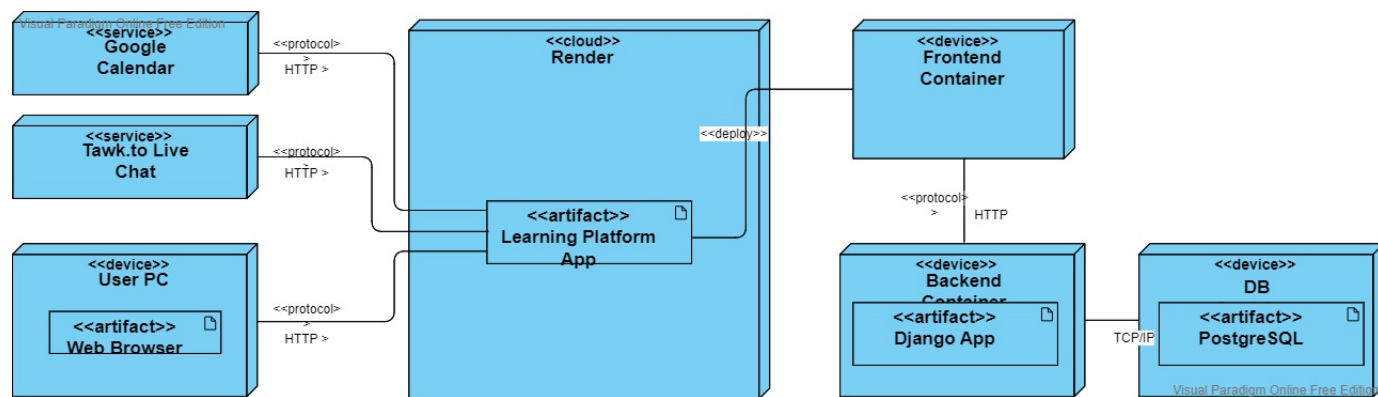 Visual Paradigm Online Free Edition
<<service>>
Google
Calendar
<<protocol>
>
HTTP >
<<service>>
Tawk.to Live
Chat
<<protocol>
>
HTTP >
<<device>>
User PC
<<artifact>>
Web Browser
<<protocol>
>
HTTP >
<<cloud>>
Render
<<artifact>>
Learning Platform
App
<<deploy>>
<<device>>
Frontend
Container
<<protocol>
>
HTTP
<<device>>
Backend
Container
<<artifact>>
Django App
TCP/IP
<<device>>
DB
<<artifact>>
PostgreSQL
Visual Paradigm Online Free Edition